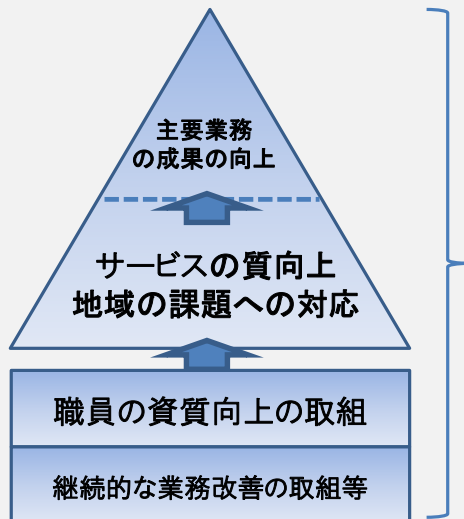 主要業務
の成果の向上
サービスの質向上
地域の課題への対応
職員の資質向上の取組
継続的な業務改善の取組等